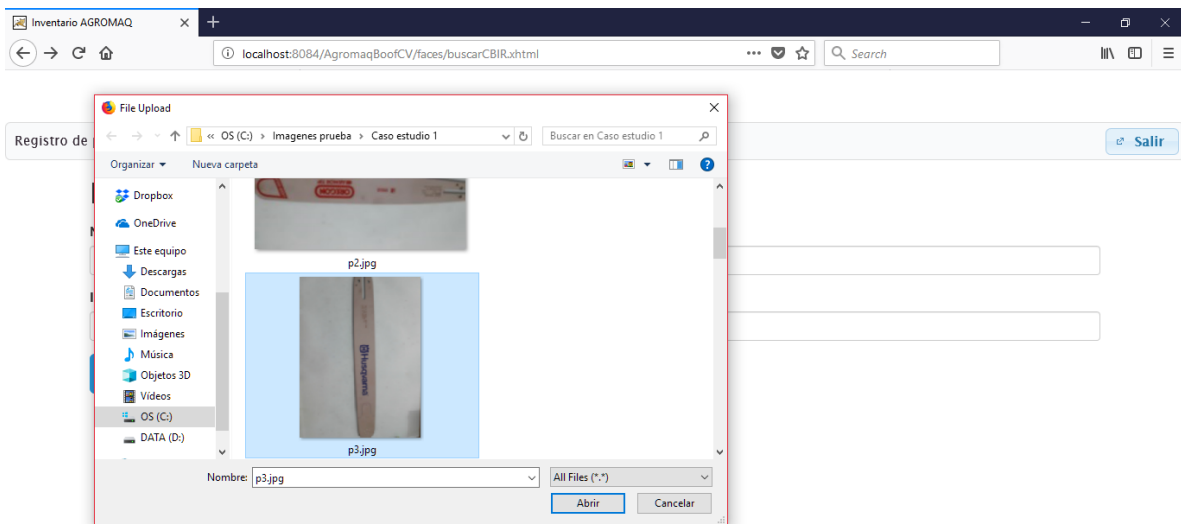 Inventario AGROMAQ
localhost:8084/AgromaqBoofCV/faces/buscarCBIR.xhtml
Search
File Upload
« OS (C:) › Imagenes prueba › Caso estudio 1
Buscar en Caso estudio 1
Registro de
Salir
Organizar
Nueva carpeta
Dropbox
OneDrive
Este equipo
Descargas
Documentos
Escritorio
Imágenes
Música
Objetos 3D
Vídeos
OS (C:)
DATA (D:)
OREGON
p2.jpg
Husqvarna
p3.jpg
Nombre: p3.jpg
All Files (*.*)
Abrir
Cancelar